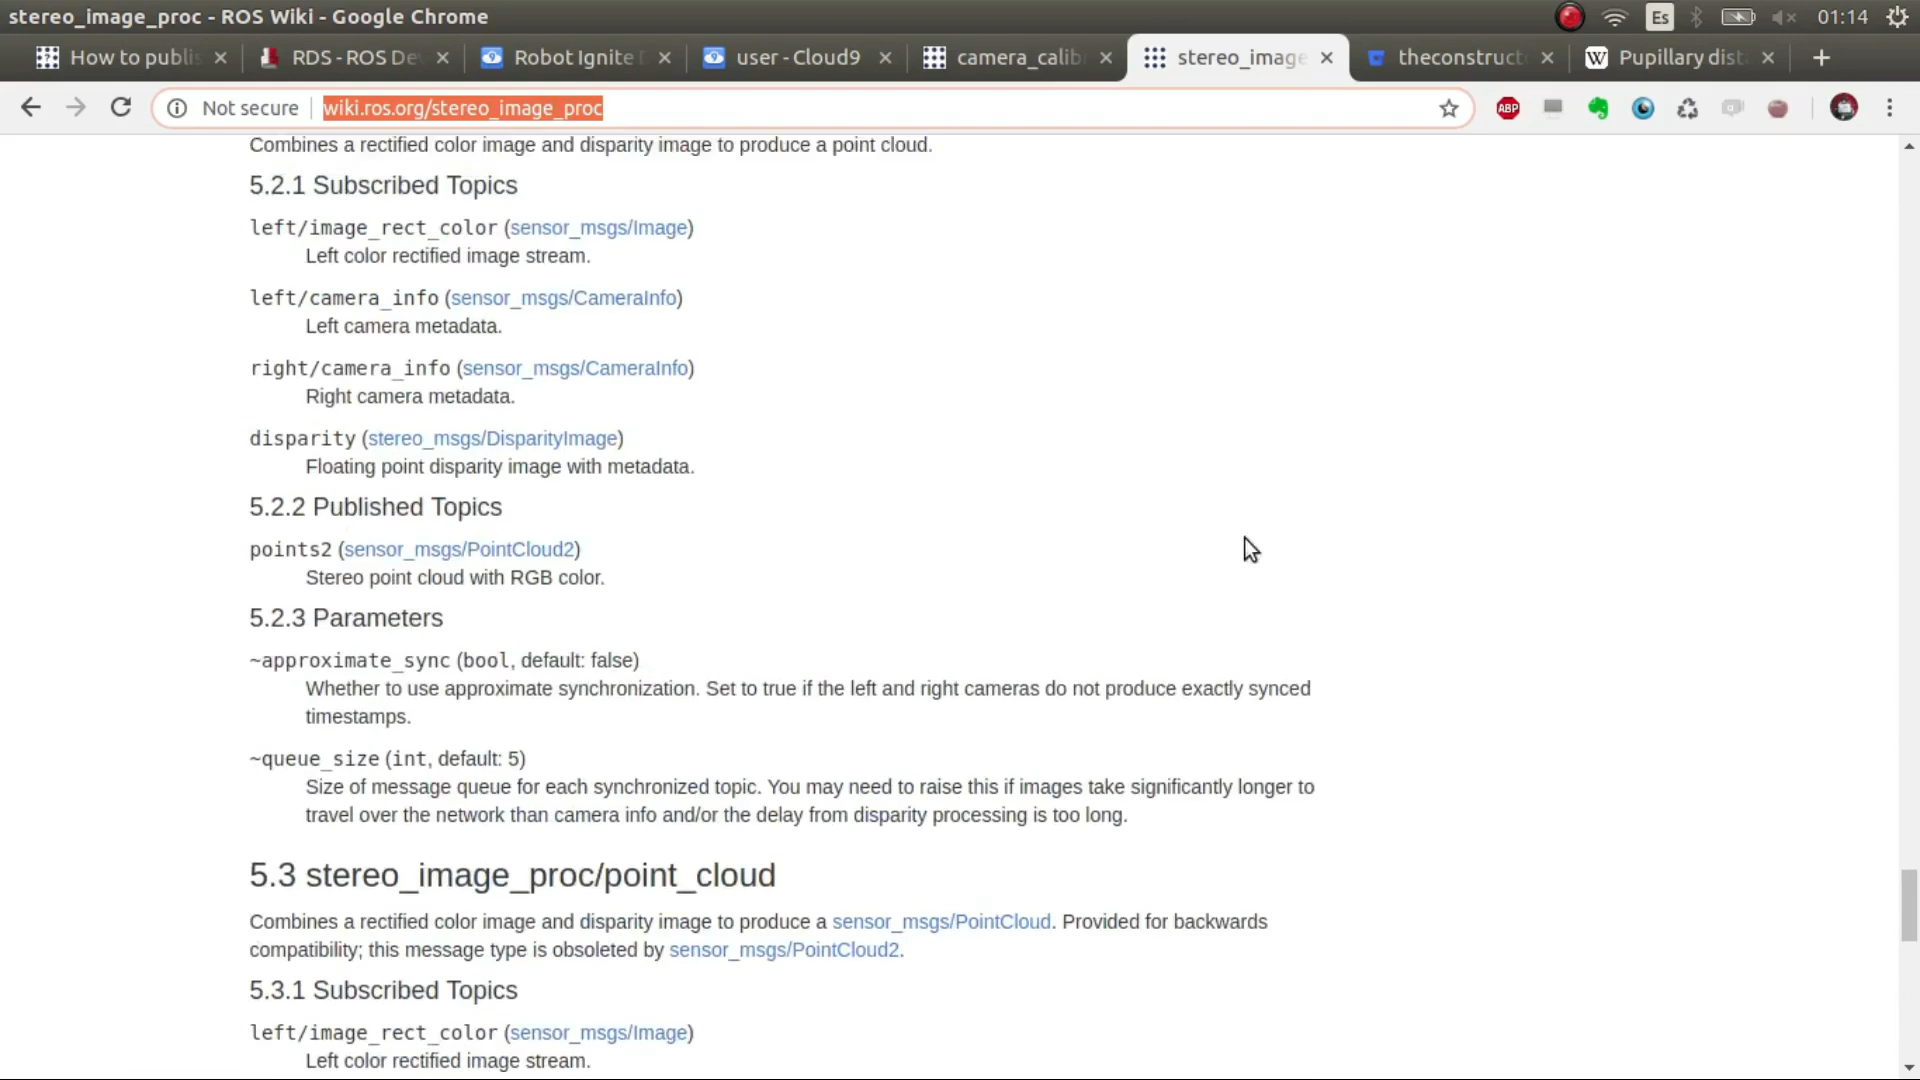 stereo_image_proc - ROS Wiki - Google Chrome
Es
01:14
How to publis
RDS - ROS De
Robot Ignite D
user - Cloud9
camera_calib
stereo_image
theconstruct
Pupillary dist
Not secure
wiki.ros.org/stereo_image_proc
ABP
Combines a rectified color image and disparity image to produce a point cloud.
5.2.1 Subscribed Topics
left/image_rect_color (sensor_msgs/Image)
Left color rectified image stream.
left/camera_info (sensor_msgs/CameraInfo)
Left camera metadata.
right/camera_info (sensor_msgs/CameraInfo)
Right camera metadata.
disparity (stereo_msgs/DisparityImage)
Floating point disparity image with metadata.
5.2.2 Published Topics
points2 (sensor_msgs/PointCloud2)
Stereo point cloud with RGB color.
5.2.3 Parameters
~approximate_sync (bool, default: false)
Whether to use approximate synchronization. Set to true if the left and right cameras do not produce exactly synced
timestamps.
~queue_size (int, default: 5)
Size of message queue for each synchronized topic. You may need to raise this if images take significantly longer to
travel over the network than camera info and/or the delay from disparity processing is too long.
5.3 stereo_image_proc/point_cloud
Combines a rectified color image and disparity image to produce a sensor_msgs/PointCloud. Provided for backwards
compatibility; this message type is obsoleted by sensor_msgs/PointCloud2.
5.3.1 Subscribed Topics
left/image_rect_color (sensor_msgs/Image)
Left color rectified image stream.